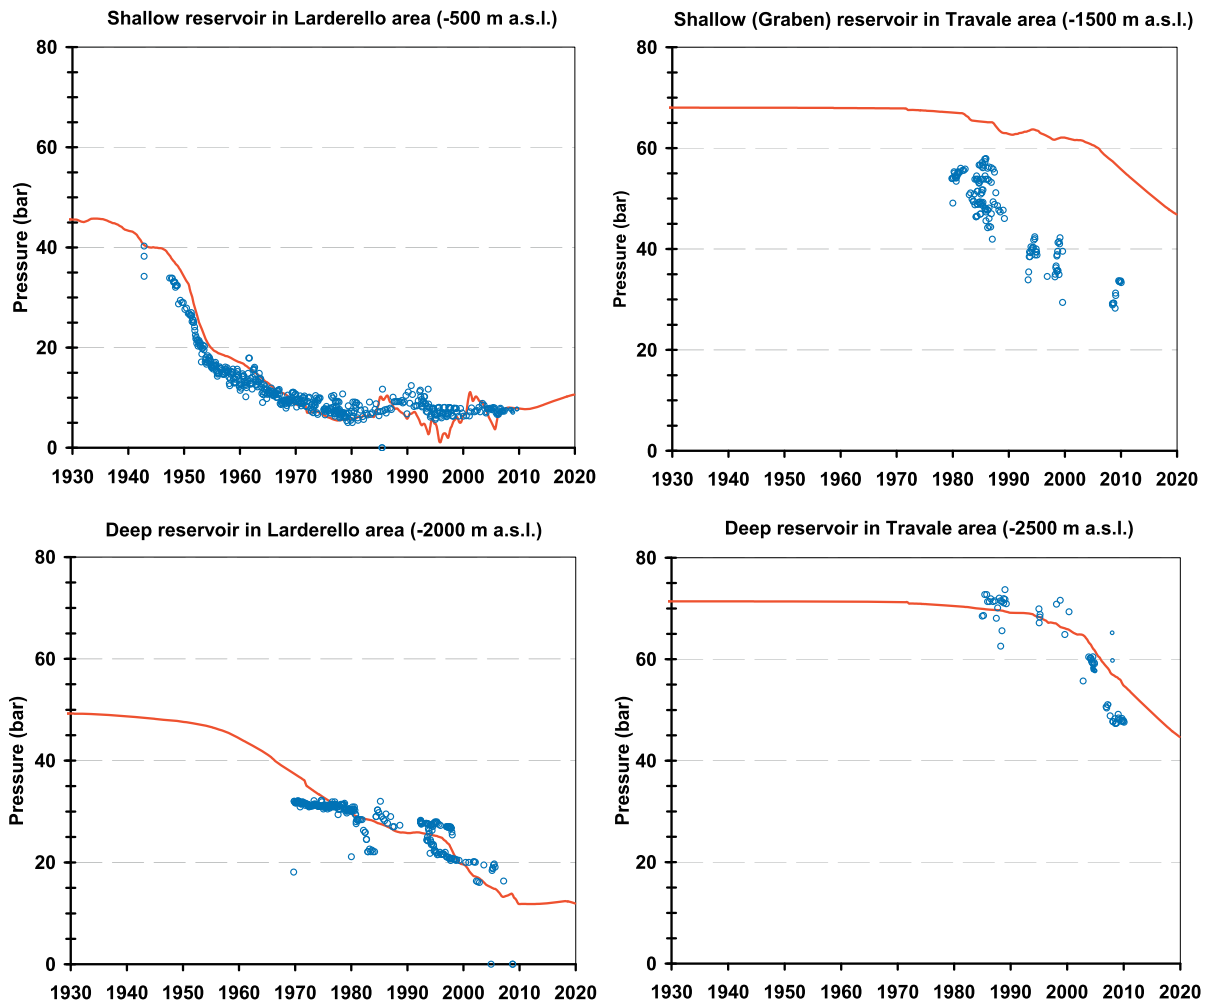 Shallow reservoir in Larderello area (-500 m a.s.l.)
80
60
40
20
0
Pressure (bar)
1930 1940 1950 1960 1970 1980 1990 2000 2010 2020
Shallow (Graben) reservoir in Travale area (-1500 m a.s.l.)
80
60
40
20
0
Pressure (bar)
1930 1940 1950 1960 1970 1980 1990 2000 2010 2020
Deep reservoir in Larderello area (-2000 m a.s.l.)
80
60
40
20
0
Pressure (bar)
1930 1940 1950 1960 1970 1980 1990 2000 2010 2020
Deep reservoir in Travale area (-2500 m a.s.l.)
80
60
40
20
0
Pressure (bar)
1930 1940 1950 1960 1970 1980 1990 2000 2010 2020